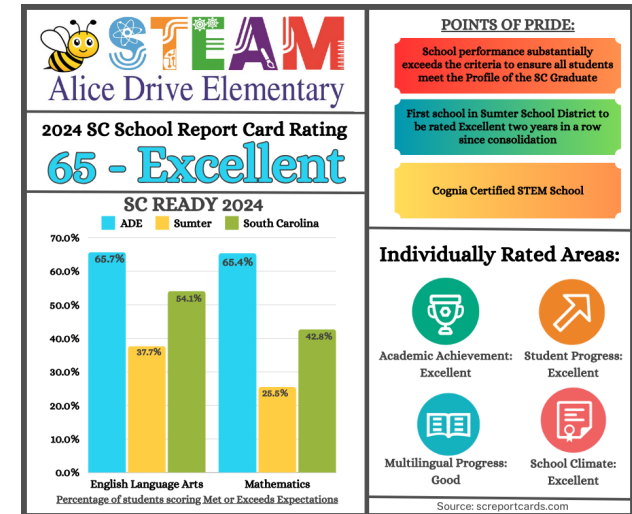 STEAM
Alice Drive Elementary
2024 SC School Report Card Rating
65 - Excellent
SC READY 2024
ADE Sumter South Carolina
70.0%
60.0%
50.0%
40.0%
30.0%
20.0%
10.0%
0.0%
65.7%
37.7%
54.1%
65.4%
25.5%
42.8%
English Language Arts Mathematics
Percentage of students scoring Met or Exceeds Expectations
POINTS OF PRIDE:
School performance substantially
exceeds the criteria to ensure all students
meet the Profile of the SC Graduate
First school in Sumter School District to
be rated Excellent two years in a row
since consolidation
Cognia Certified STEM School
Individually Rated Areas:
Academic Achievement:
Excellent
Student Progress:
Excellent
Multilingual Progress:
Good
School Climate:
Excellent
Source: screportcards.com